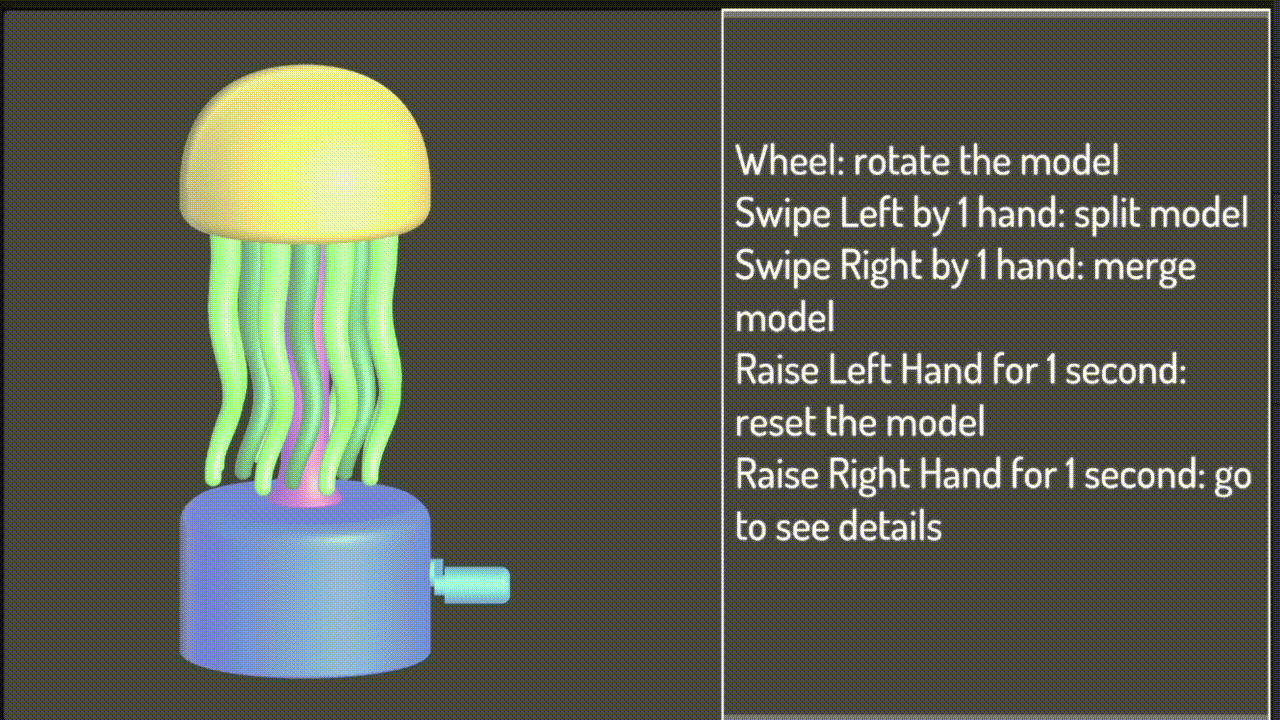 Wheel: rotate the model
Swipe Left by 1 hand: split model
Swipe Right by 1 hand: merge
model
Raise Left Hand for 1 second:
reset the model
Raise Right Hand for 1 second: go
to see details